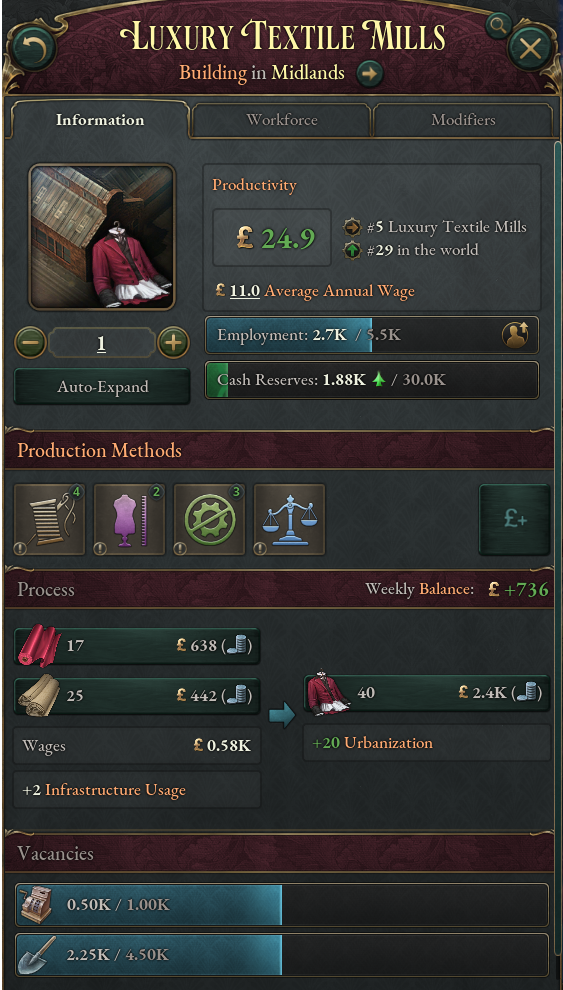 Luxury Textile Mills
Building in Midlands
Information
Workforce
Modifiers
Productivity
£ 24.9
#5 Luxury Textile Mills
#29 in the world
£ 11.0 Average Annual Wage
1
Employment: 2.7K / 5.5K
Auto-Expand
Cash Reserves: 1.88K / 30.0K
Production Methods
4
2
3
£+
Process
Weekly Balance: £ +736
17 £ 638 ( )
25 £ 442 ( )
40 £ 2.4K ( )
Wages £ 0.58K
+20 Urbanization
+2 Infrastructure Usage
Vacancies
0.50K / 1.00K
2.25K / 4.50K